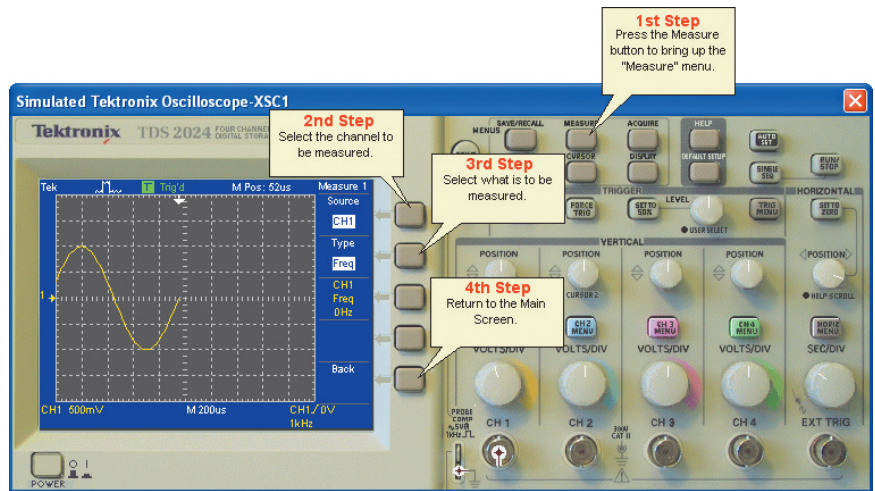 1st Step
Press the Measure
button to bring up the
"Measure" menu.
Simulated Tektronix Oscilloscope-XSC1
2nd Step
Select the channel to
be measured.
3rd Step
Select what is to be
measured.
4th Step
Return to the Main
Screen.
Tektronix TDS 2024 FOUR CHANNEL
DIGITAL STORA
Tek T Trig'd M Pos: 52us Measure 1
Source
CH1
Type
Freq
CH1
Freq
0Hz
Back
1
CH1 500mV M 200us CH1 / 0V
1kHz
POWER
MENUS SAVE/RECALL MEASURE ACQUIRE HELP
AUTO
SET
CURSOR DISPLAY DEFAULT SETUP
SINGLE
SEQ
RUN/
STOP
TRIGGER HORIZONTAL
FORCE
TRIG
SET TO
50%
LEVEL
TRIG
MENU
SET TO
ZERO
USER SELECT
VERTICAL
POSITION POSITION POSITION POSITION POSITION
CURSOR 2 HELP SCROLL
CH 2
MENU
CH 3
MENU
CH 4
MENU
HORIZ
MENU
VOLTS/DIV VOLTS/DIV VOLTS/DIV VOLTS/DIV SEC/DIV
PROBE
COMP
~5V
1kHz
CH 1 CH 2 CH 3 CH 4 EXT TRIG
300V
CAT II